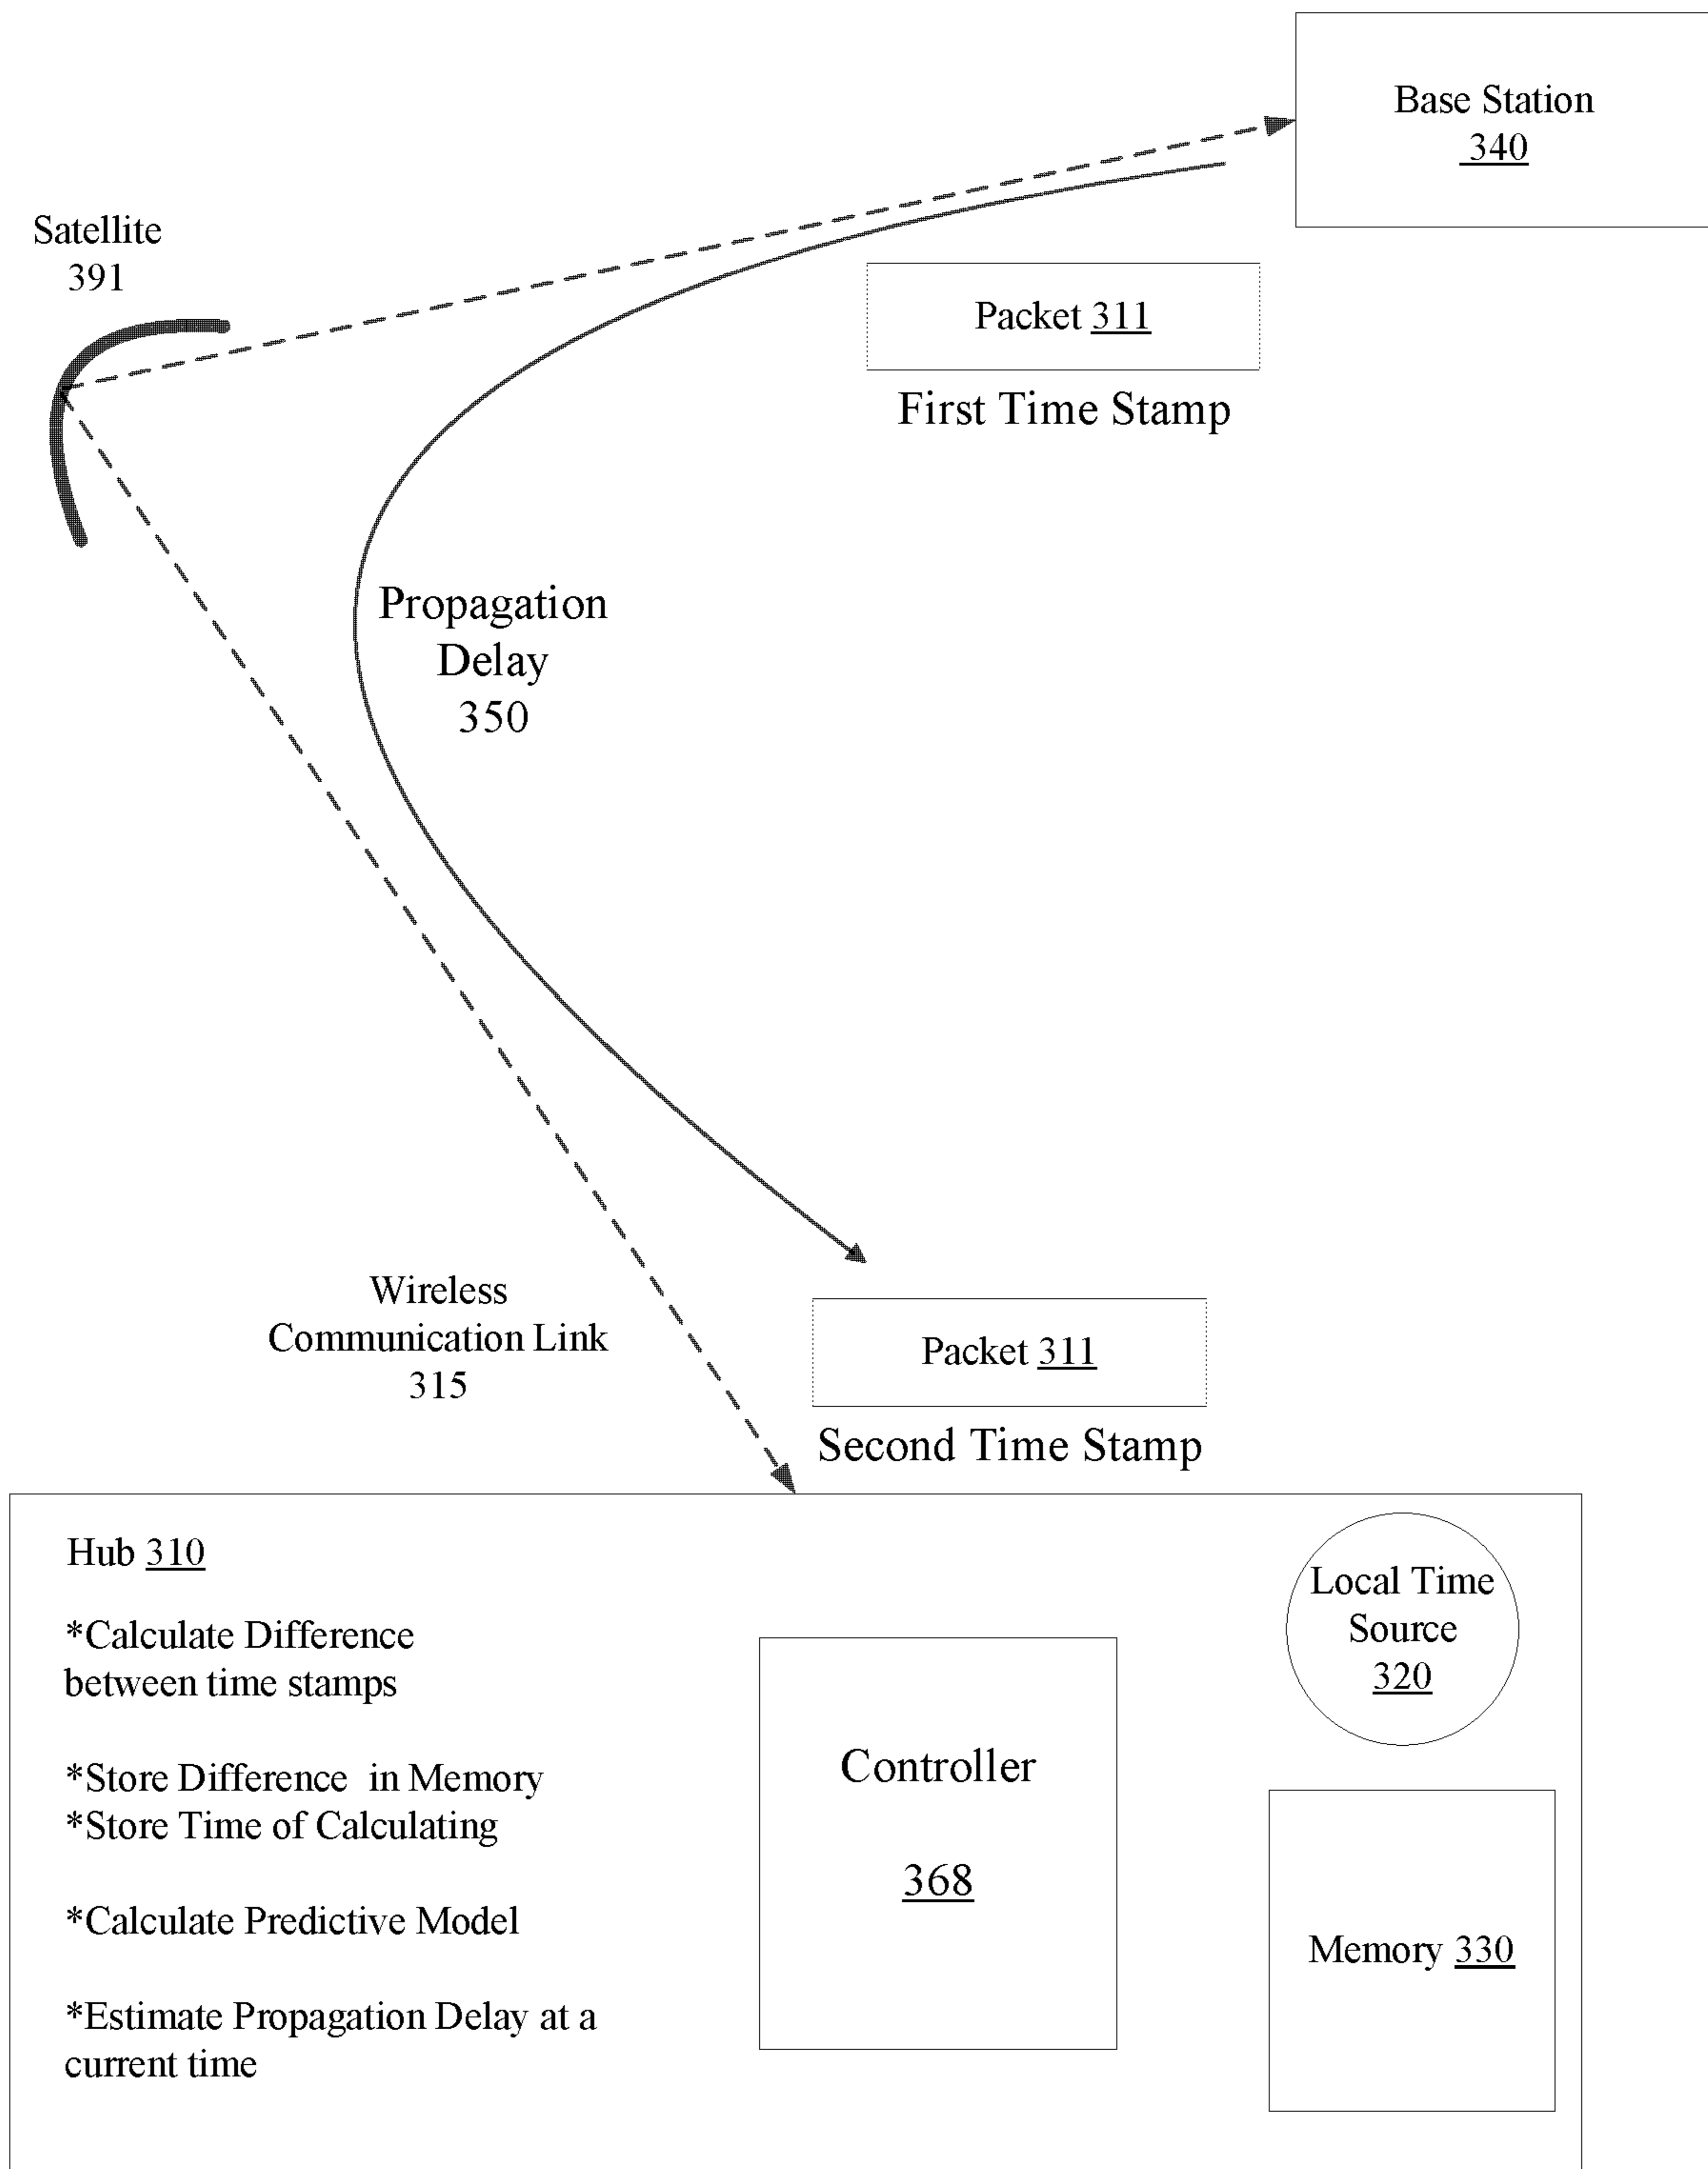 Base Station
340
Satellite
391
Packet 311
First Time Stamp
Propagation
Delay
350
Wireless
Communication Link
315
Packet 311
Second Time Stamp
Hub 310
*Calculate Difference
between time stamps
*Store Difference in Memory
*Store Time of Calculating
*Calculate Predictive Model
*Estimate Propagation Delay at a
current time
Controller
368
Local Time
Source
320
Memory 330